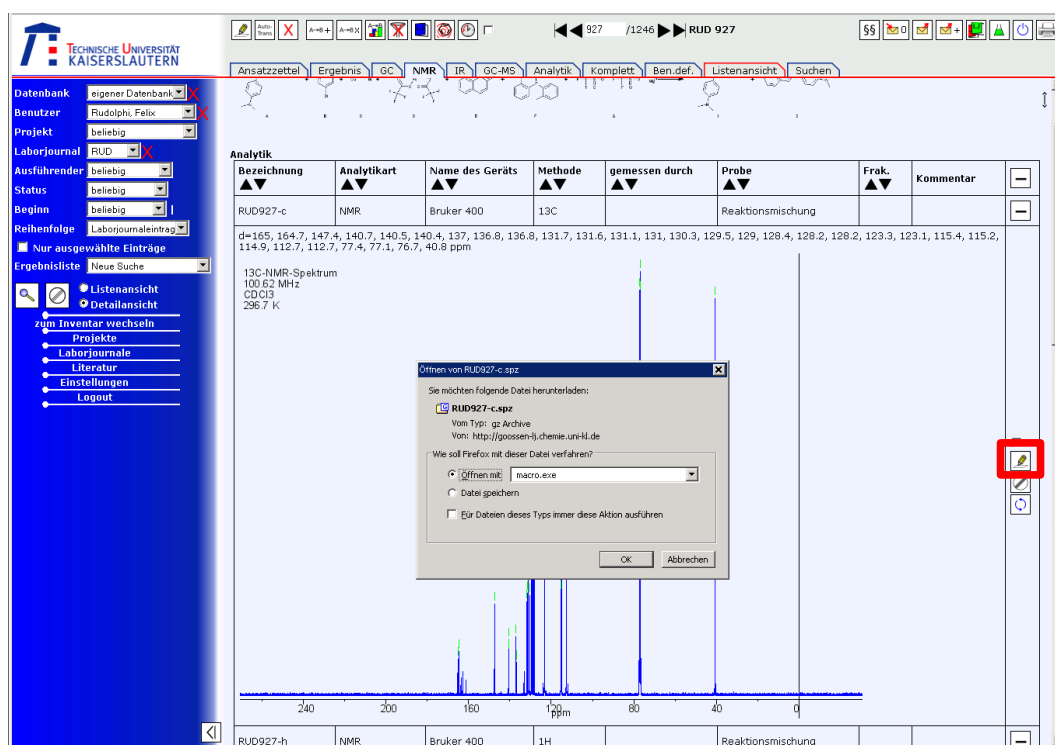 TECHNISCHE UNIVERSITÄT
KAISERSLAUTERN
Auto-Trans
A→B+
A→BX
927 /1246 RUD 927
§§
0
+
Ansatzzettel Ergebnis GC NMR IR GC-MS Analytik Komplett Ben.def. Listenansicht Suchen
Datenbank eigener Datenbank
Benutzer Rudolphi, Felix
Projekt beliebig
Laborjournal RUD
Ausführender beliebig
Status beliebig
Beginn beliebig
Reihenfolge Laborjournaleintrag
Nur ausgewählte Einträge
Ergebnisliste Neue Suche
Listenansicht
Detailansicht
zum Inventar wechseln
Projekte
Laborjournale
Literatur
Einstellungen
Logout
Analytik
Bezeichnung Analytikart Name des Geräts Methode gemessen durch Probe Frak. Kommentar
RUD927-c NMR Bruker 400 13C Reaktionsmischung
d=165, 164.7, 147.4, 140.7, 140.5, 140.4, 137, 136.8, 136.8, 131.7, 131.6, 131.1, 131, 130.3, 129.5, 129, 128.4, 128.2, 128.2, 123.3, 123.1, 115.4, 115.2,
114.9, 112.7, 112.7, 77.4, 77.1, 76.7, 40.8 ppm
13C-NMR-Spektrum
100.62 MHz
CDCl3
296.7 K
Öffnen von RUD927-c.spz
Sie möchten folgende Datei herunterladen:
RUD927-c.spz
Vom Typ: gz Archive
Von: http://goossen-lj.chemie.uni-kl.de
Wie soll Firefox mit dieser Datei verfahren?
Öffnen mit macro.exe
Datei speichern
Für Dateien dieses Typs immer diese Aktion ausführen
OK Abbrechen
240 200 160 120 80 40 0
ppm
RUD927-h NMR Bruker 400 1H Reaktionsmischung